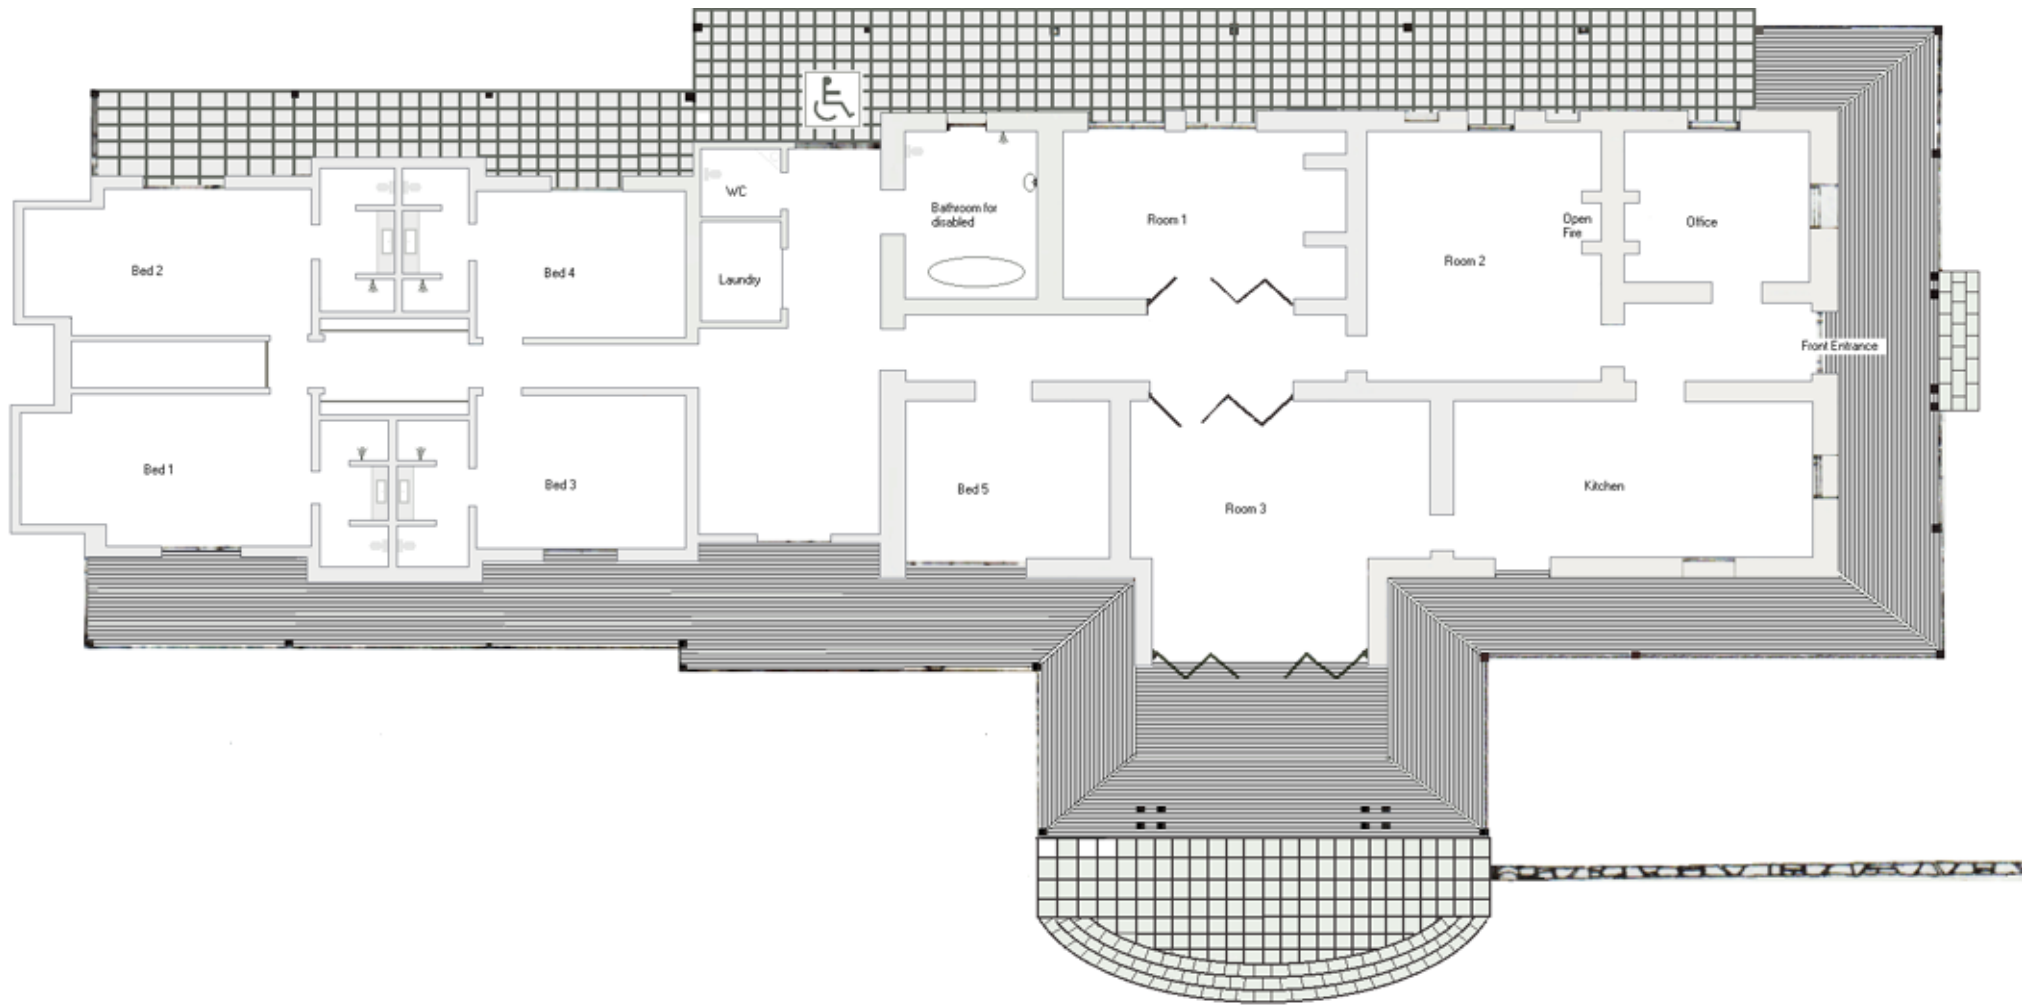 WC
Bathroom for
disabled
Room 1
Open
Fire
Office
Room 2
Bed 2
Bed 4
Laundry
Front Entrance
Bed 1
Bed 3
Bed 5
Room 3
Kitchen